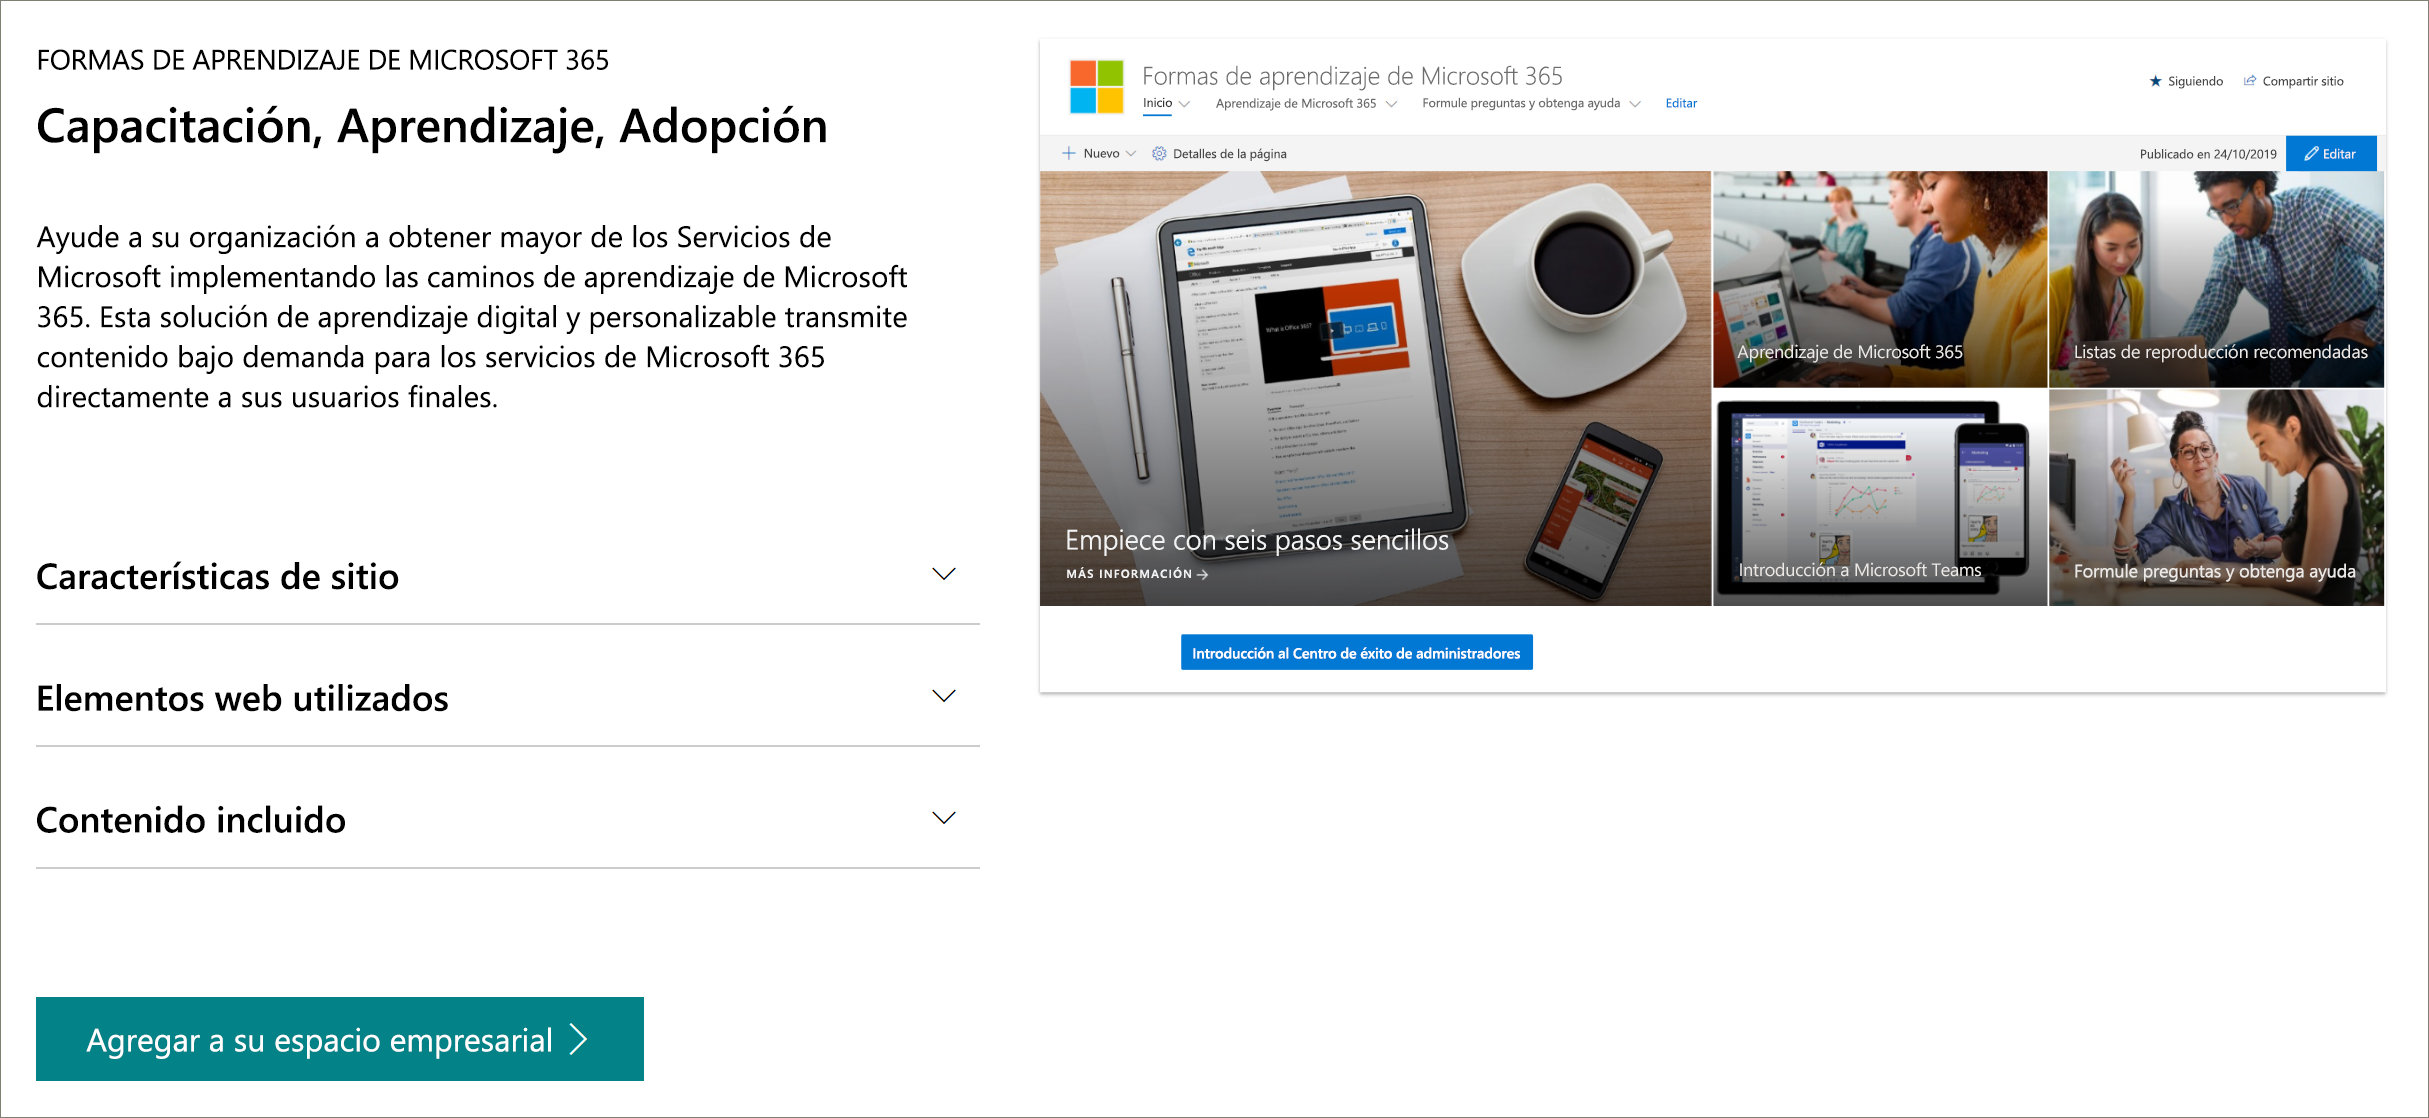 FORMAS DE APRENDIZAJE DE MICROSOFT 365
Capacitación, Aprendizaje, Adopción
Ayude a su organización a obtener mayor de los Servicios de
Microsoft implementando las caminos de aprendizaje de Microsoft
365. Esta solución de aprendizaje digital y personalizable transmite
contenido bajo demanda para los servicios de Microsoft 365
directamente a sus usuarios finales.
Características de sitio
Elementos web utilizados
Contenido incluido
Agregar a su espacio empresarial
Formas de aprendizaje de Microsoft 365
Siguiendo Compartir sitio
Inicio Aprendizaje de Microsoft 365 Formule preguntas y obtenga ayuda Editar
Nuevo Detalles de la página
Publicado en 24/10/2019 Editar
What is Office 365?
Empiece con seis pasos sencillos
MÁS INFORMACIÓN
Aprendizaje de Microsoft 365
Listas de reproducción recomendadas
Introducción a Microsoft Teams
Formule preguntas y obtenga ayuda
Introducción al Centro de éxito de administradores